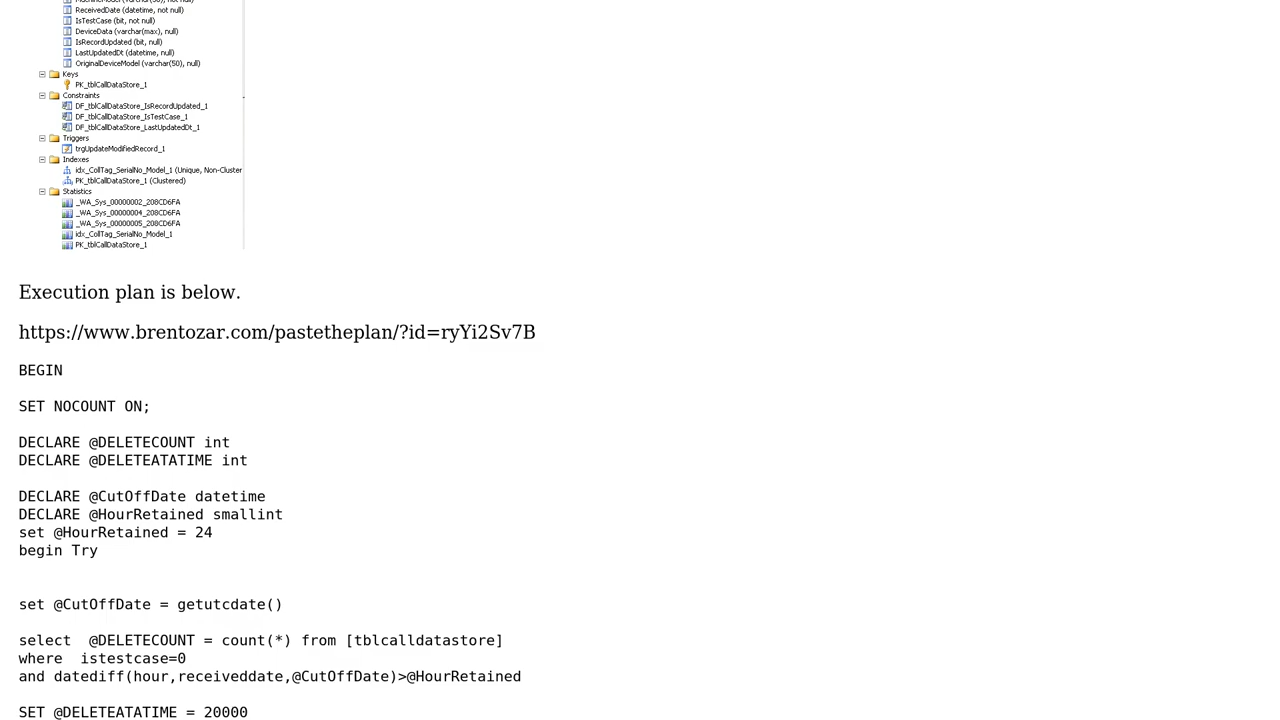 ReceivedDate (datetime, not null)
IsTestCase (bit, not null)
DeviceData (varchar(max), null)
IsRecordUpdated (bit, null)
LastUpdatedDt (datetime, null)
OriginalDeviceModel (varchar(50), null)
Keys
PK_tblCallDataStore_1
Constraints
DF_tblCallDataStore_IsRecordUpdated_1
DF_tblCallDataStore_IsTestCase_1
DF_tblCallDataStore_LastUpdatedDt_1
Triggers
trgUpdateModifiedRecord_1
Indexes
idx_CollTag_SerialNo_Model_1 (Unique, Non-Cluster
PK_tblCallDataStore_1 (Clustered)
Statistics
_WA_Sys_00000002_208CD6FA
_WA_Sys_00000004_208CD6FA
_WA_Sys_00000005_208CD6FA
idx_CollTag_SerialNo_Model_1
PK_tblCallDataStore_1
Execution plan is below.
https://www.brentozar.com/pastetheplan/?id=ryYi2Sv7B
BEGIN
SET NOCOUNT ON;
DECLARE @DELETECOUNT int
DECLARE @DELETEATATIME int
DECLARE @CutOffDate datetime
DECLARE @HourRetained smallint
set @HourRetained = 24
begin Try
set @CutOffDate = getutcdate()
select  @DELETECOUNT = count(*) from [tblcalldatastore]
where  istestcase=0
and datediff(hour,receiveddate,@CutOffDate)>@HourRetained
SET @DELETEATATIME = 20000